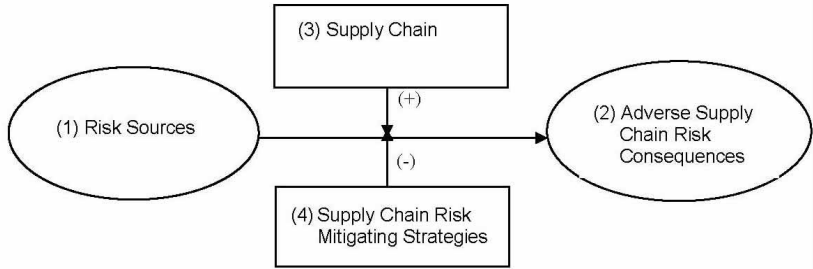 (3) Supply Chain
(+)
(1) Risk Sources
(2) Adverse Supply
Chain Risk
Consequences
(-)
(4) Supply Chain Risk
Mitigating Strategies